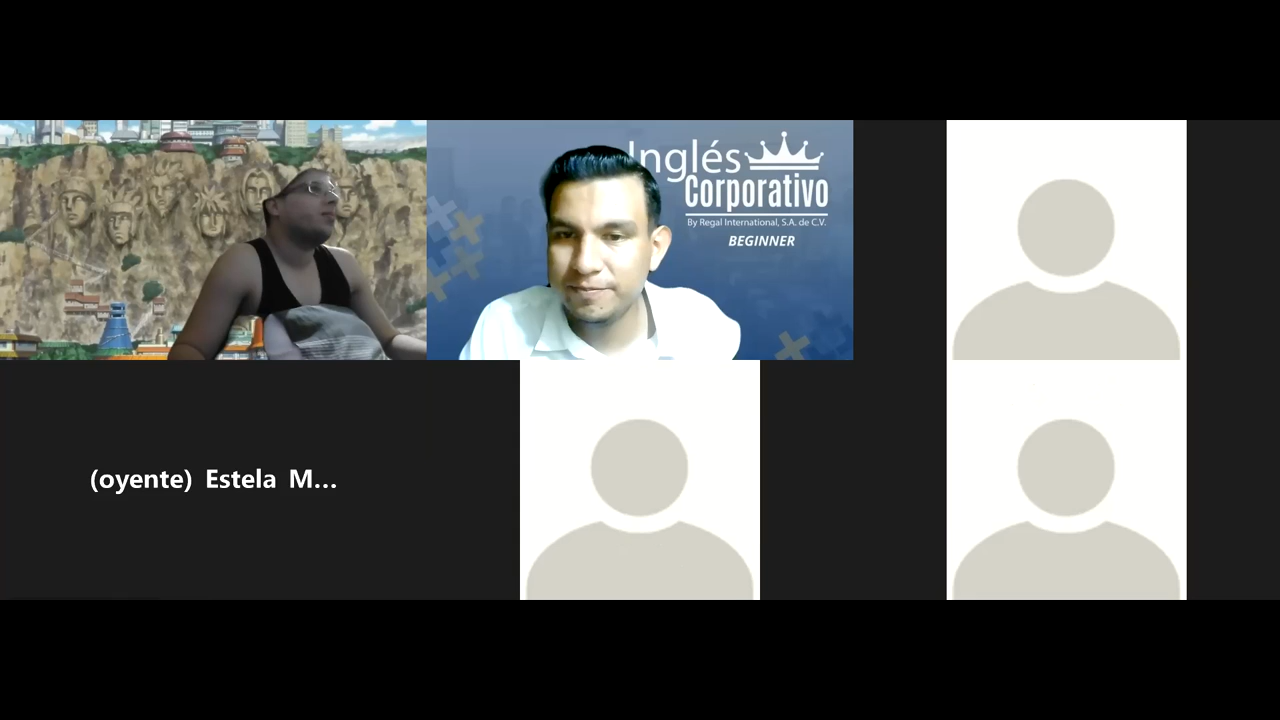 Inglés
Corporativo
By Regal International, S.A. de C.V.
BEGINNER
(oyente) Estela M...